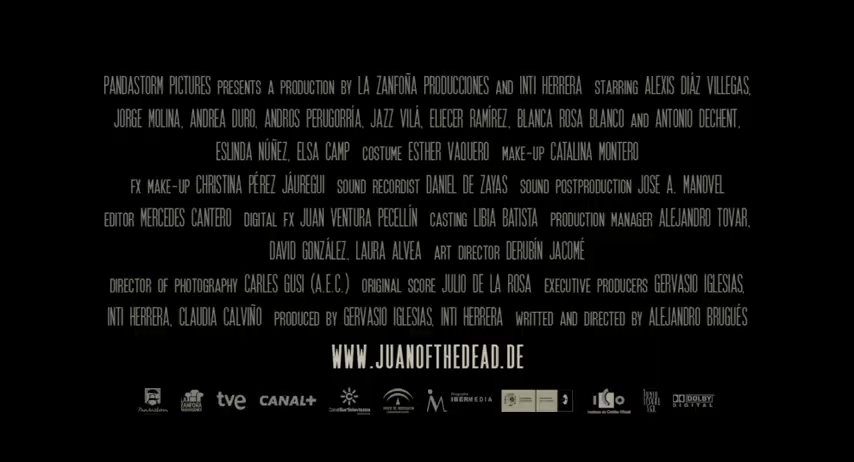 PANDASTORM PICTURES PRESENTS A PRODUCTION BY LA ZANFOÑA PRODUCCIONES AND INTI HERRERA STARRING ALEXIS DIÁZ VILLEGAS,
JORGE MOLINA, ANDREA DURO, ANDROS PERUGORRÍA, JAZZ VILÁ, ELIECER RAMÍREZ, BLANCA ROSA BLANCO AND ANTONIO DECHENT,
ESLINDA NÚÑEZ, ELSA CAMP COSTUME ESTHER VAQUERO MAKE-UP CATALINA MONTERO
FX MAKE-UP CHRISTINA PÉREZ JÁUREGUI SOUND RECORDIST DANIEL DE ZAYAS SOUND POSTPRODUCTION JOSE A. MANOVEL
EDITOR MERCEDES CANTERO DIGITAL FX JUAN VENTURA PECELLÍN CASTING LIBIA BATISTA PRODUCTION MANAGER ALEJANDRO TOVAR,
DAVID GONZÁLEZ, LAURA ALVEA ART DIRECTOR DERUBÍN JACOMÉ
DIRECTOR OF PHOTOGRAPHY CARLES GUSI (A.E.C.) ORIGINAL SCORE JULIO DE LA ROSA EXECUTIVE PRODUCERS GERVASIO IGLESIAS,
INTI HERRERA, CLAUDIA CALVIÑO PRODUCED BY GERVASIO IGLESIAS, INTI HERRERA WRITTED AND DIRECTED BY ALEJANDRO BRUGUÉS
WWW.JUANOFTHEDEAD.DE
Pandastorm LA ZANFOÑA tve CANAL+ Programa IBERMEDIA DOLBY DIGITAL